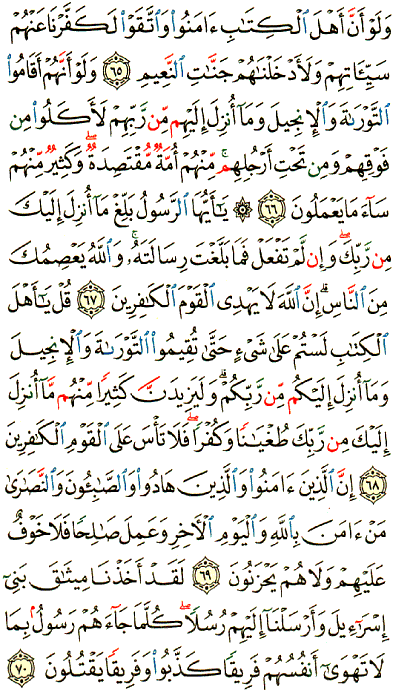 وَلَوْ أَنَّ أَهْلَ ٱلْكِتَٰبِ ءَامَنُوا۟ وَٱتَّقَوْا۟ لَكَفَّرْنَا عَنْهُمْ
سَيِّـَٔاتِهِمْ وَلَأَدْخَلْنَٰهُمْ جَنَّٰتِ ٱلنَّعِيمِ ٦٥ وَلَوْ أَنَّهُمْ أَقَامُوا۟
ٱلتَّوْرَىٰةَ وَٱلْإِنجِيلَ وَمَآ أُنزِلَ إِلَيْهِم مِّن رَّبِّهِمْ لَأَكَلُوا۟ مِن
فَوْقِهِمْ وَمِن تَحْتِ أَرْجُلِهِم ۚ مِّنْهُمْ أُمَّةٌ مُّقْتَصِدَةٌ ۖ وَكَثِيرٌ مِّنْهُمْ
سَآءَ مَا يَعْمَلُونَ ٦٦ ۞ يَٰٓأَيُّهَا ٱلرَّسُولُ بَلِّغْ مَآ أُنزِلَ إِلَيْكَ
مِن رَّبِّكَ ۖ وَإِن لَّمْ تَفْعَلْ فَمَا بَلَّغْتَ رِسَالَتَهُۥ ۚ وَٱللَّهُ يَعْصِمُكَ
مِنَ ٱلنَّاسِ ۗ إِنَّ ٱللَّهَ لَا يَهْدِى ٱلْقَوْمَ ٱلْكَٰفِرِينَ ٦٧ قُلْ يَٰٓأَهْلَ
ٱلْكِتَٰبِ لَسْتُمْ عَلَىٰ شَىْءٍ حَتَّىٰ تُقِيمُوا۟ ٱلتَّوْرَىٰةَ وَٱلْإِنجِيلَ
وَمَآ أُنزِلَ إِلَيْكُم مِّن رَّبِّكُمْ ۗ وَلَيَزِيدَنَّ كَثِيرًا مِّنْهُم مَّآ أُنزِلَ
إِلَيْكَ مِن رَّبِّكَ طُغْيَٰنًا وَكُفْرًا ۖ فَلَا تَأْسَ عَلَى ٱلْقَوْمِ ٱلْكَٰفِرِينَ
٦٨ إِنَّ ٱلَّذِينَ ءَامَنُوا۟ وَٱلَّذِينَ هَادُوا۟ وَٱلصَّٰبِـُٔونَ وَٱلنَّصَٰرَىٰ
مَنْ ءَامَنَ بِٱللَّهِ وَٱلْيَوْمِ ٱلْءَاخِرِ وَعَمِلَ صَٰلِحًا فَلَا خَوْفٌ
عَلَيْهِمْ وَلَا هُمْ يَحْزَنُونَ ٦٩ لَقَدْ أَخَذْنَا مِيثَٰقَ بَنِىٓ
إِسْرَٰٓءِيلَ وَأَرْسَلْنَآ إِلَيْهِمْ رُسُلًا ۖ كُلَّمَا جَآءَهُمْ رَسُولٌۢ بِمَا
لَا تَهْوَىٰٓ أَنفُسُهُمْ فَرِيقًا كَذَّبُوا۟ وَفَرِيقًا يَقْتُلُونَ ٧٠